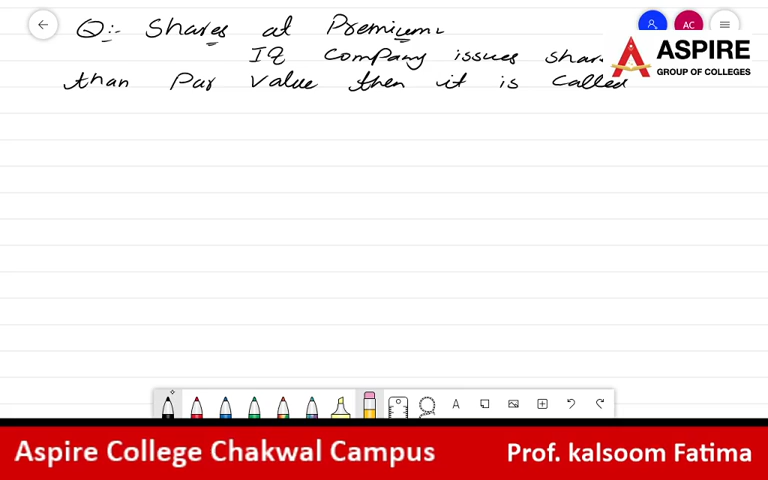 Q:- Shares at Premium
IQ Company issues shar
than Par Value then it is Called
AC
ASPIRE
GROUP OF COLLEGES
A
Aspire College Chakwal Campus
Prof. kalsoom Fatima